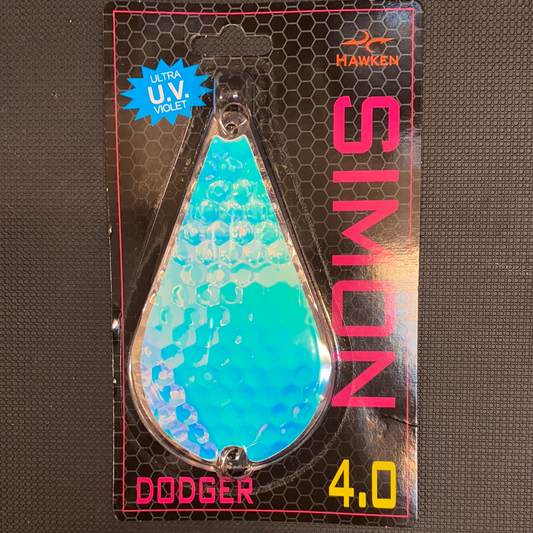 ULTRA
U.V.
VIOLET
HAWKEN
SIMON
DODGER
4.0